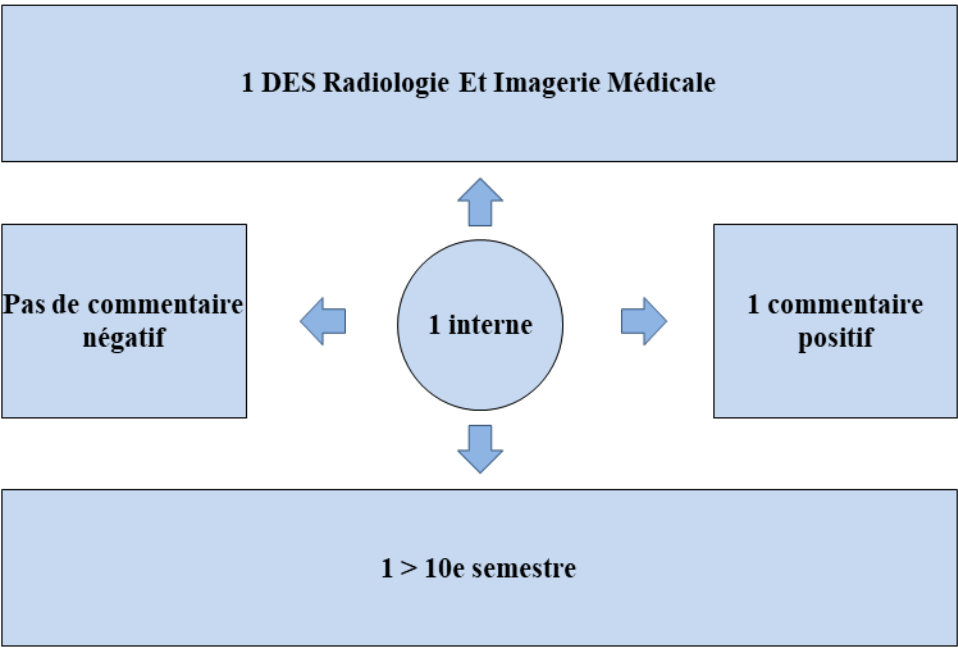 1 DES Radiologie Et Imagerie Médicale
Pas de commentaire
négatif
1 interne
1 commentaire
positif
1 > 10e semestre